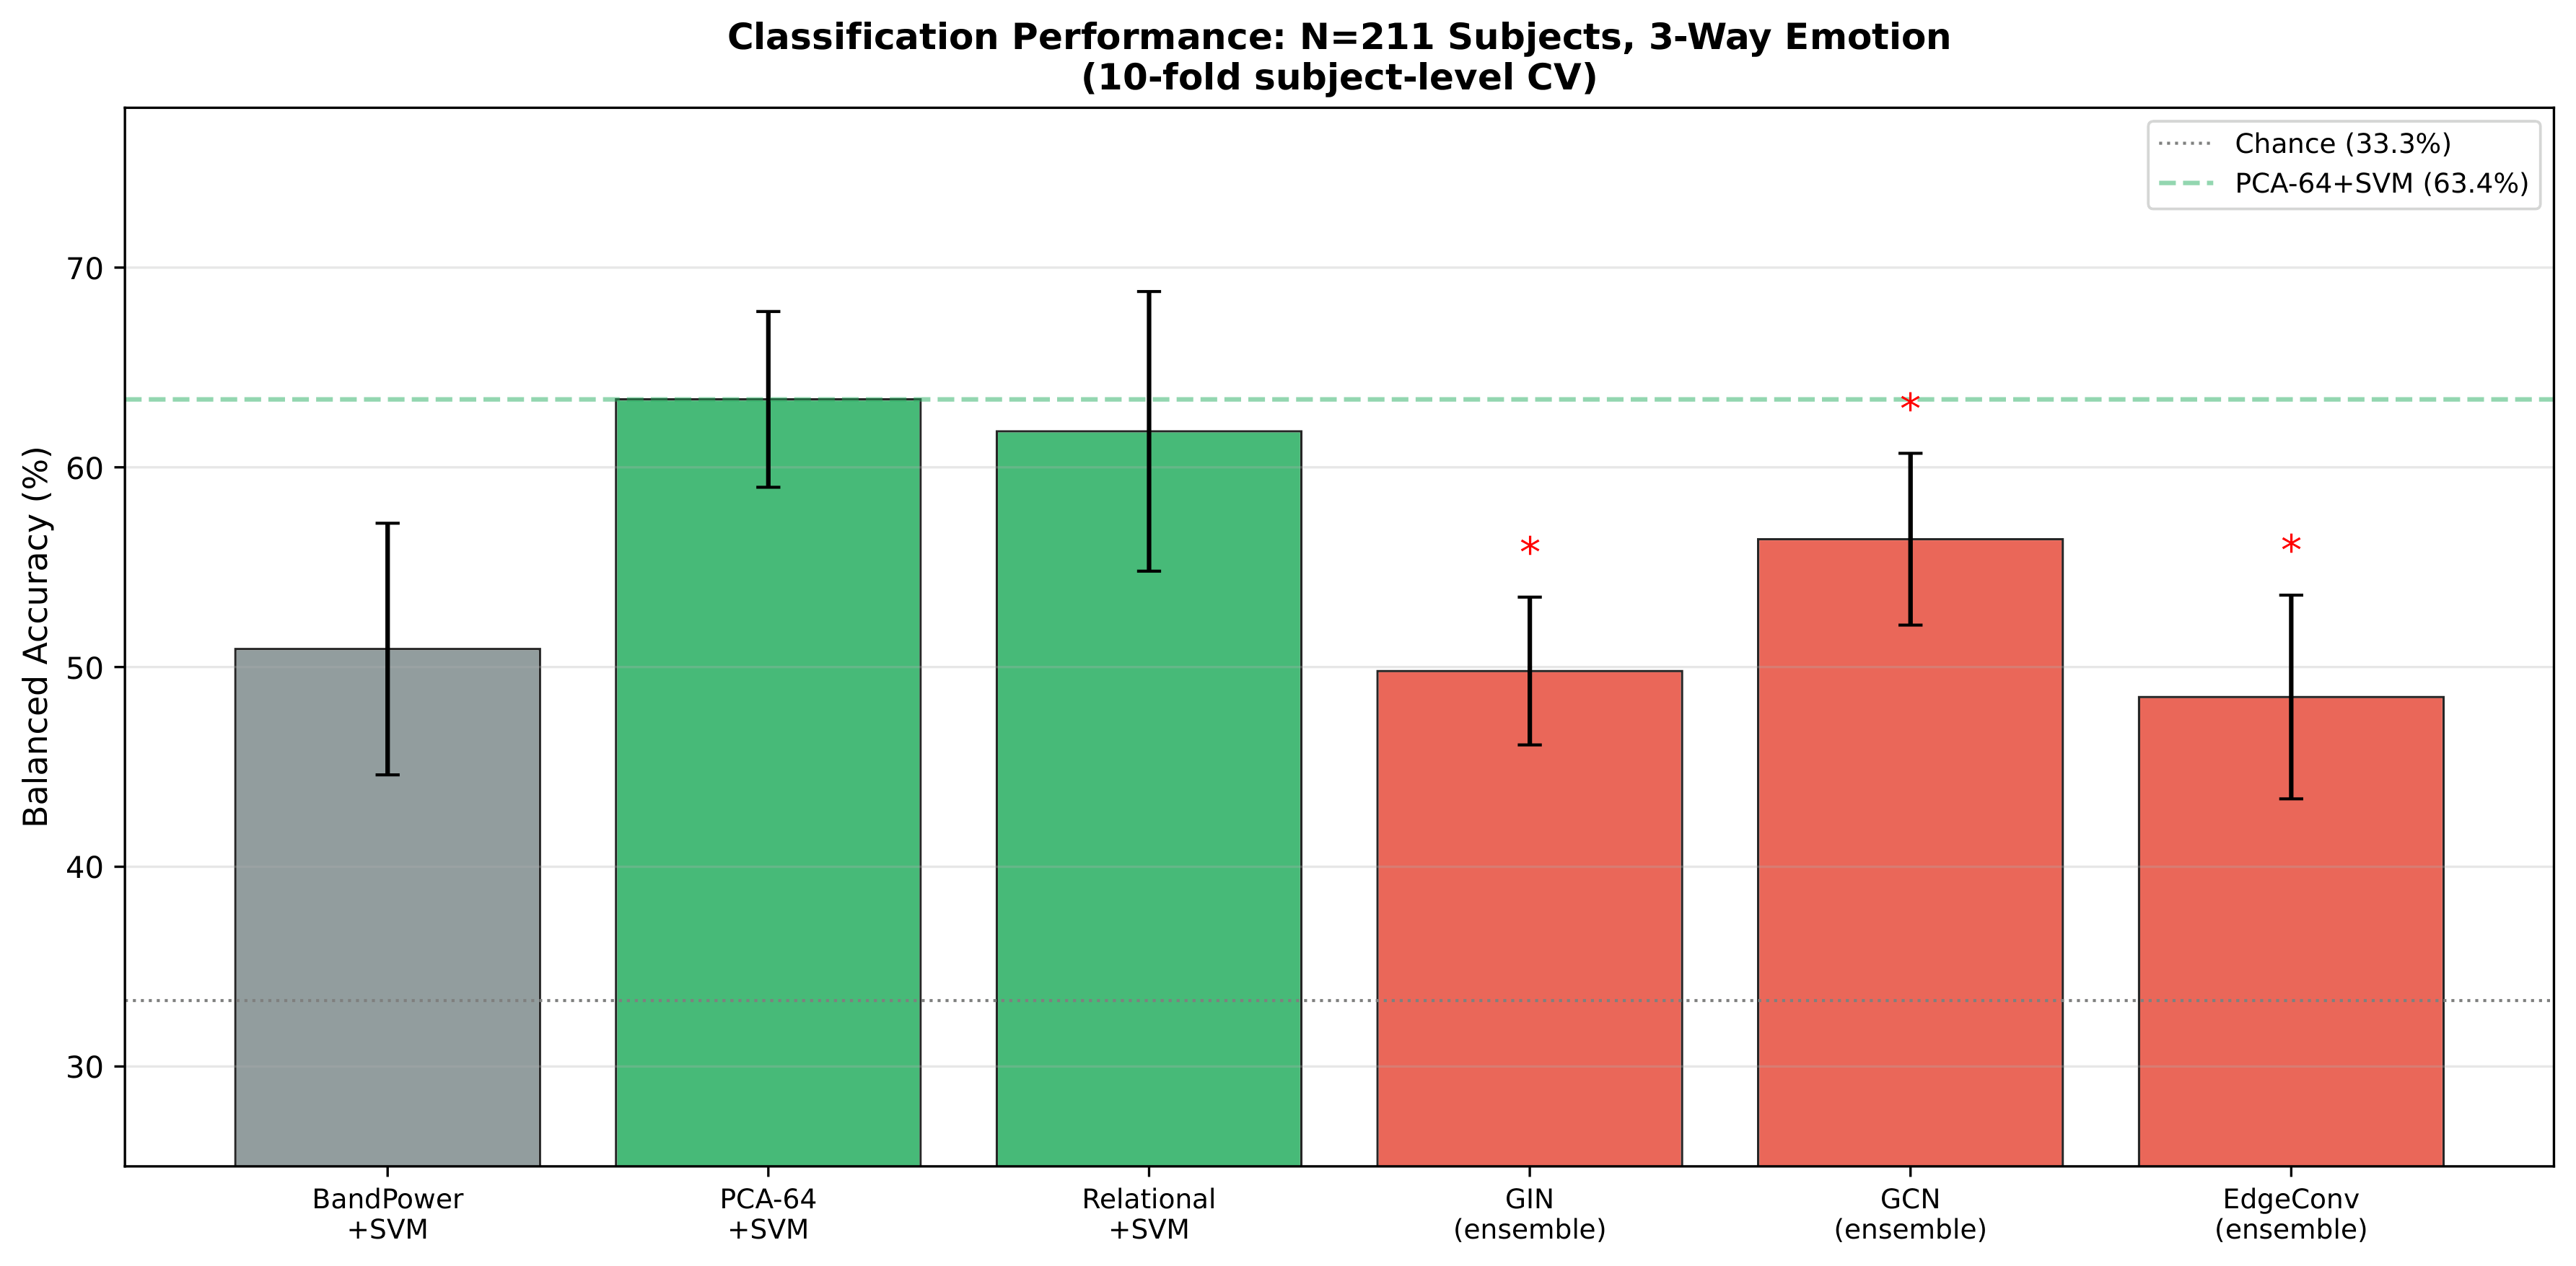 Classification Performance: N=211 Subjects, 3-Way Emotion
(10-fold subject-level CV)
Chance (33.3%)
PCA-64+SVM (63.4%)
Balanced Accuracy (%)
70
60
50
40
30
*
*
*
BandPower
+SVM
PCA-64
+SVM
Relational
+SVM
GIN
(ensemble)
GCN
(ensemble)
EdgeConv
(ensemble)